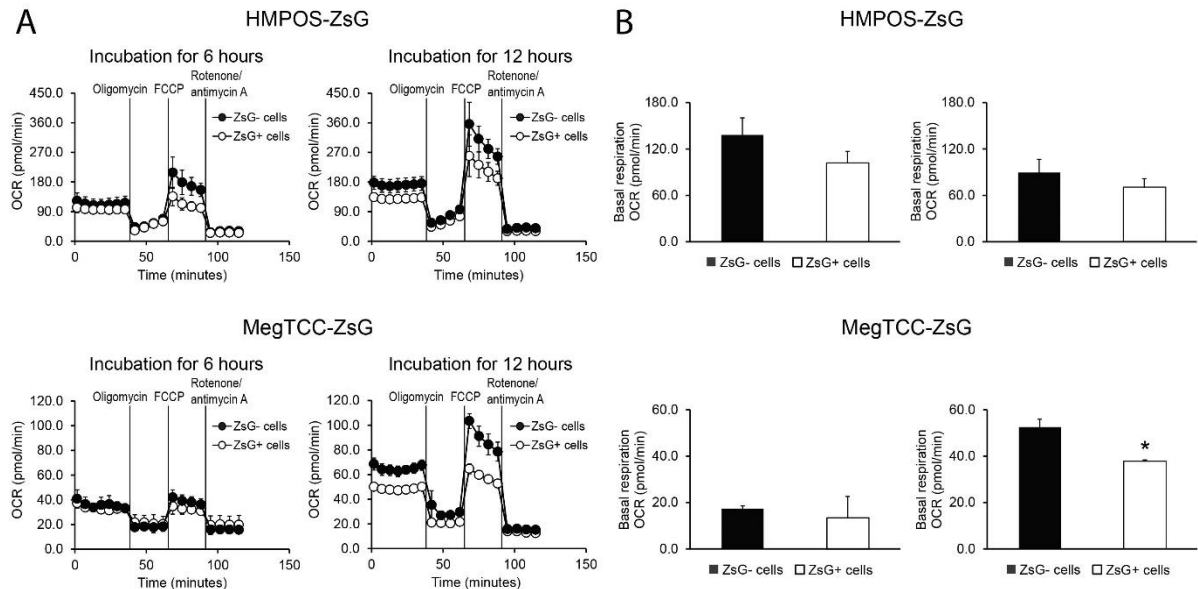 A
HMPOS-ZsG
Incubation for 6 hours
Oligomycin
FCCP
Rotenone/
antimycin A
OCR (pmol/min)
450.0
360.0
270.0
180.0
90.0
0.0
ZsG- cells
ZsG+ cells
0
50
100
150
Time (minutes)
Incubation for 12 hours
Oligomycin
FCCP
Rotenone/
antimycin A
OCR (pmol/min)
450.0
360.0
270.0
180.0
90.0
0.0
ZsG- cells
ZsG+ cells
0
50
100
150
Time (minutes)
MegTCC-ZsG
Incubation for 6 hours
Oligomycin
FCCP
Rotenone/
antimycin A
OCR (pmol/min)
120.0
100.0
80.0
60.0
40.0
20.0
0.0
ZsG- cells
ZsG+ cells
0
50
100
150
Time (minutes)
Incubation for 12 hours
Oligomycin
FCCP
Rotenone/
antimycin A
OCR (pmol/min)
120.0
100.0
80.0
60.0
40.0
20.0
0.0
ZsG- cells
ZsG+ cells
0
50
100
150
Time (minutes)
B
HMPOS-ZsG
Basal respiration
OCR (pmol/min)
180.0
120.0
60.0
0.0
ZsG- cells ZsG+ cells
Basal respiration
OCR (pmol/min)
180.0
120.0
60.0
0.0
ZsG- cells ZsG+ cells
MegTCC-ZsG
Basal respiration
OCR (pmol/min)
60.0
40.0
20.0
0.0
ZsG- cells ZsG+ cells
Basal respiration
OCR (pmol/min)
60.0
40.0
20.0
0.0
*
ZsG- cells ZsG+ cells